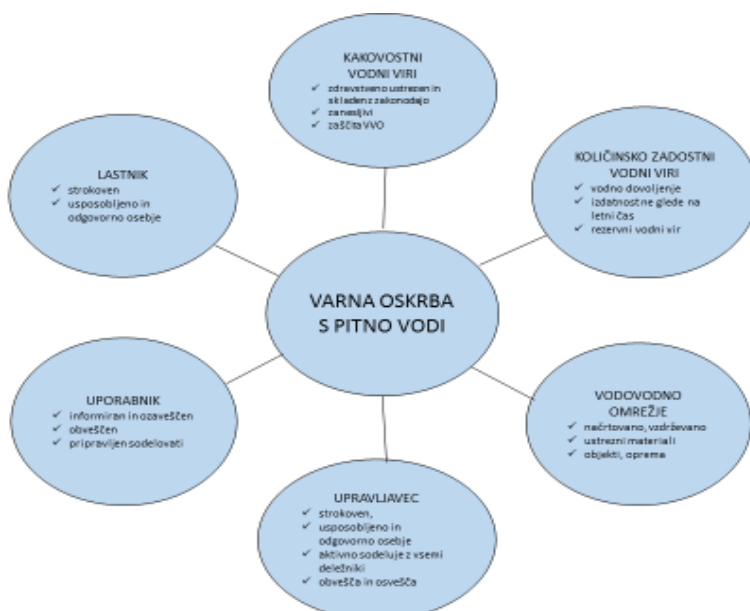 KAKOVOSTNI
VODNI VIRI
✓ zdravstveno ustrezen in
skladen z zakonodajo
✓ zanesljivi
✓ zaščita VVO
KOLIČINSKO ZADOSTNI
VODNI VIRI
✓ vodno dovoljenje
✓ izdatnostne glede na
letni čas
✓ rezervni vodni vir
LASTNIK
✓ strokoven
✓ usposobljeno in
odgovorno osebje
VARNA OSKRBA
S PITNO VODI
UPORABNIK
✓ informiran in ozaveščen
✓ obveščen
✓ pripravljen sodelovati
VODOVODNO
OMREŽJE
✓ načrtovano, vzdrževano
✓ ustrezni materiali
✓ objekti, oprema
UPRAVLJAVEC
✓ strokoven,
✓ usposobljeno in
odgovorno osebje
✓ aktivno sodeluje z vsemi
deležniki
✓ obvešča in osvešča